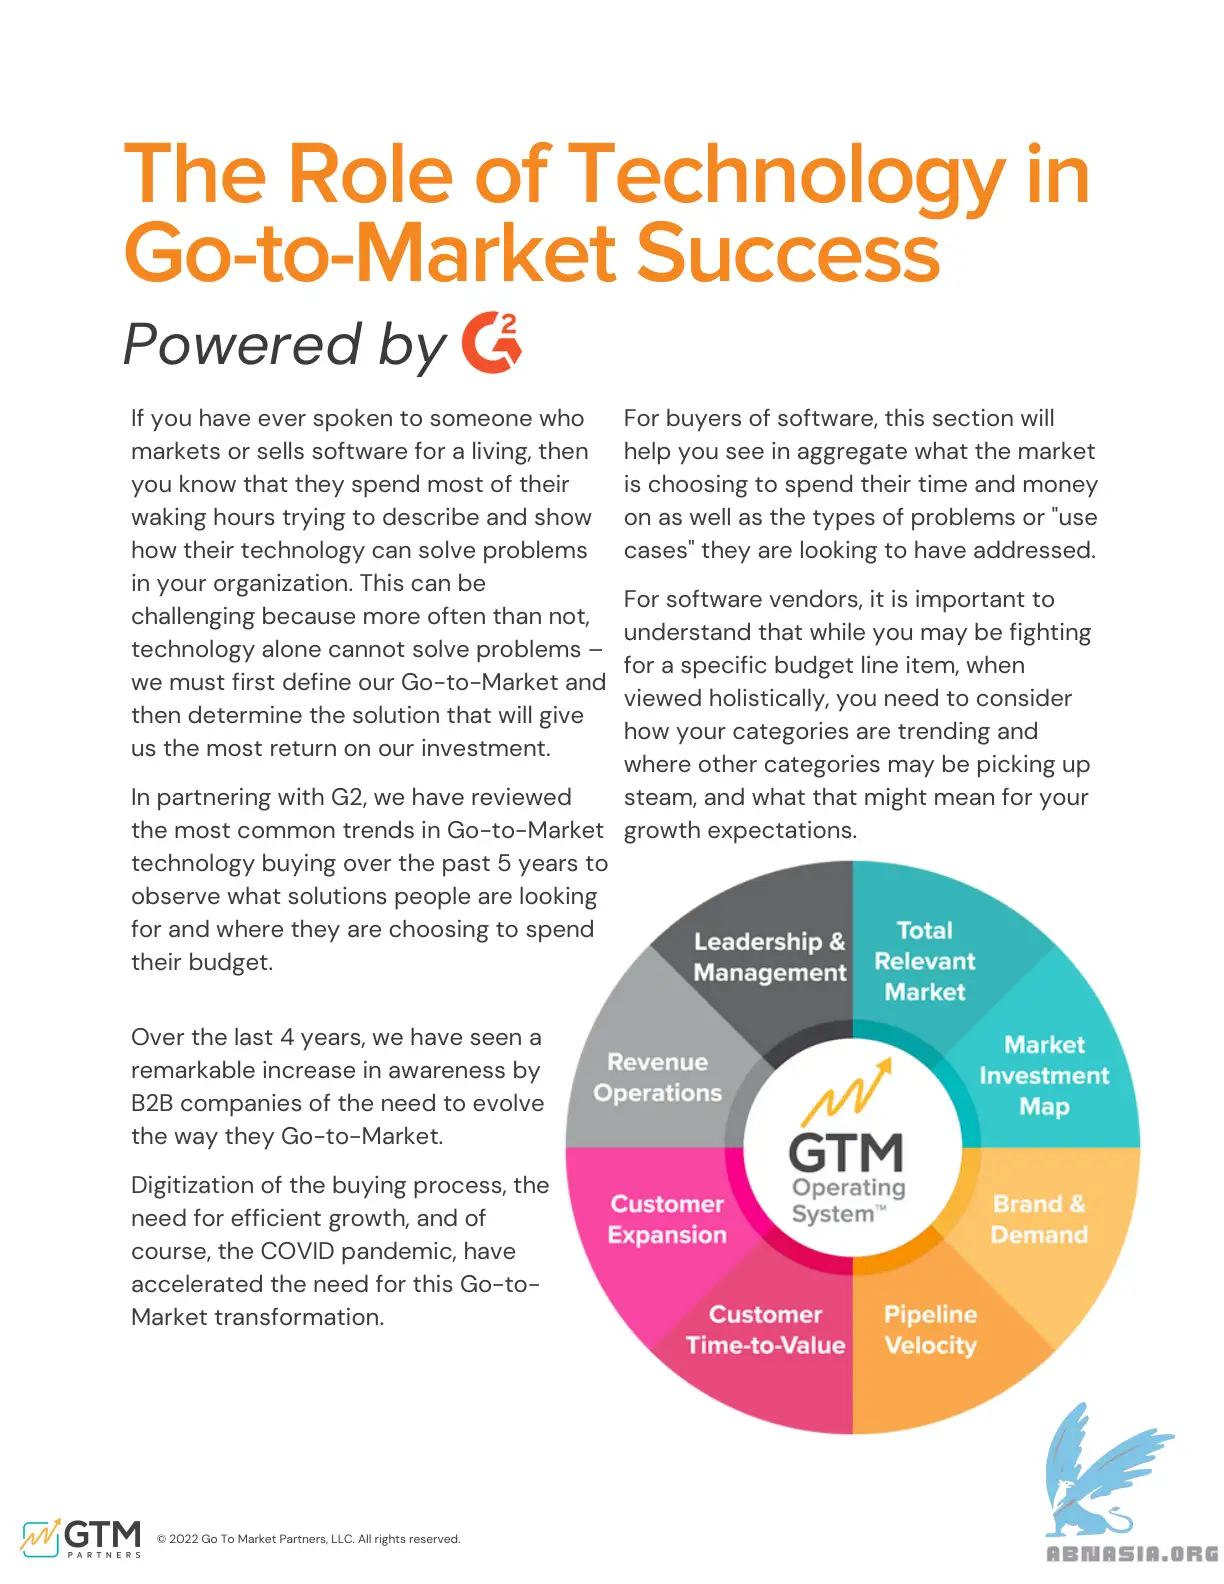 The Role of Technology in
Go-to-Market Success
Powered by G2
If you have ever spoken to someone who
markets or sells software for a living, then
you know that they spend most of their
waking hours trying to describe and show
how their technology can solve problems
in your organization. This can be
challenging because more often than not,
technology alone cannot solve problems –
we must first define our Go-to-Market and
then determine the solution that will give
us the most return on our investment.
In partnering with G2, we have reviewed
the most common trends in Go-to-Market
technology buying over the past 5 years to
observe what solutions people are looking
for and where they are choosing to spend
their budget.
Over the last 4 years, we have seen a
remarkable increase in awareness by
B2B companies of the need to evolve
the way they Go-to-Market.
Digitization of the buying process, the
need for efficient growth, and of
course, the COVID pandemic, have
accelerated the need for this Go-to-
Market transformation.
For buyers of software, this section will
help you see in aggregate what the market
is choosing to spend their time and money
on as well as the types of problems or "use
cases" they are looking to have addressed.
For software vendors, it is important to
understand that while you may be fighting
for a specific budget line item, when
viewed holistically, you need to consider
how your categories are trending and
where other categories may be picking up
steam, and what that might mean for your
growth expectations.
Leadership &
Management
Total
Relevant
Market
Market
Investment
Map
Brand &
Demand
Pipeline
Velocity
Customer
Time-to-Value
Customer
Expansion
Revenue
Operations
GTM
Operating
System™
GTM
PARTNERS
© 2022 Go To Market Partners, LLC. All rights reserved.
ABNASIA.ORG